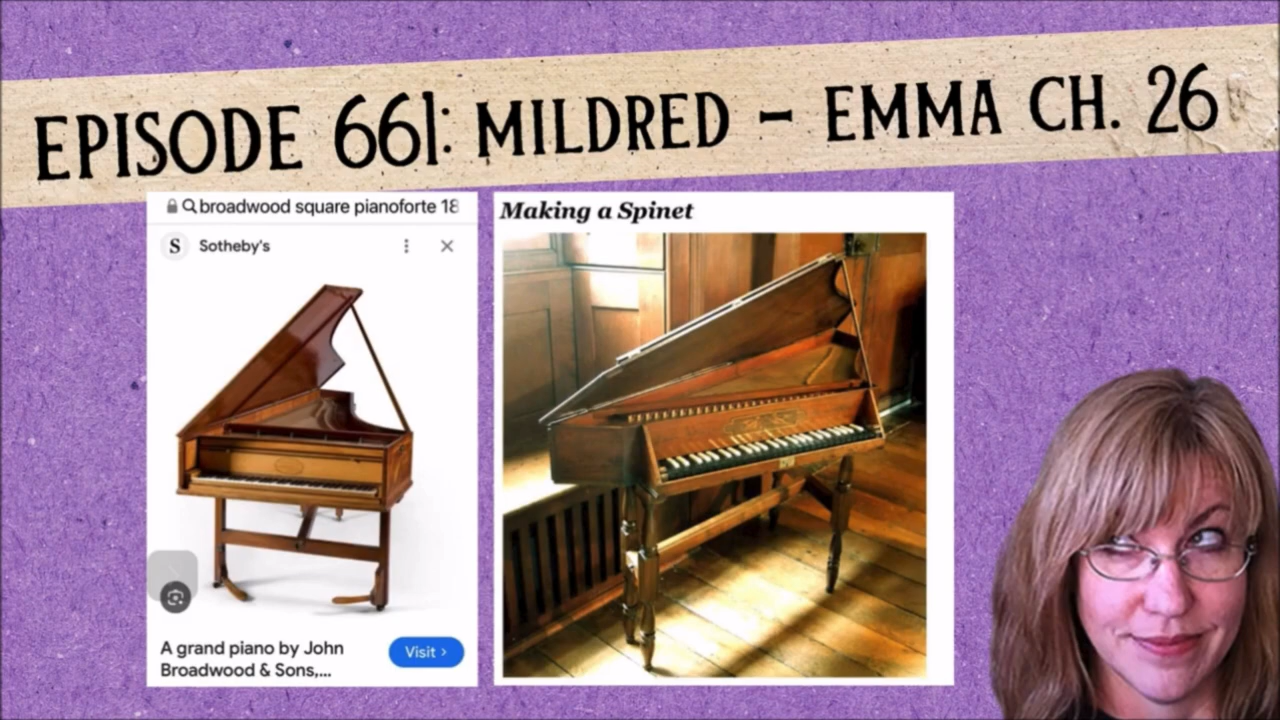 EPISODE 661: MILDRED - EMMA CH. 26
broadwood square pianoforte 18
S Sotheby's
A grand piano by John
Broadwood & Sons,...
Visit >
Making a Spinet